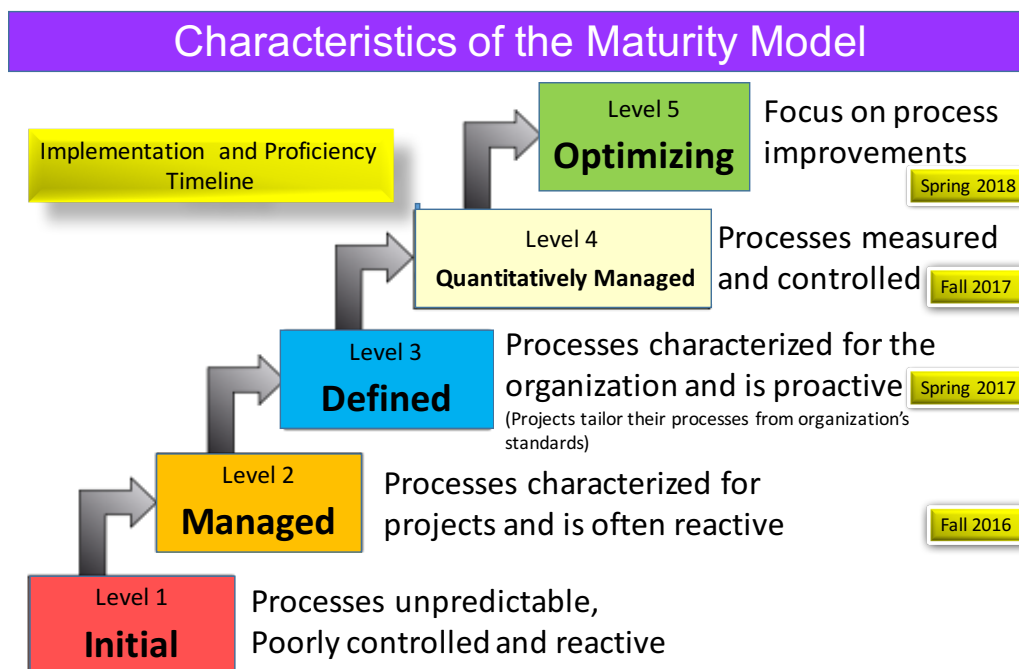 Characteristics of the Maturity Model
Implementation and Proficiency
Timeline
Level 5
Optimizing
Focus on process
improvements
Spring 2018
Level 4
Quantitatively Managed
Processes measured
and controlled
Fall 2017
Level 3
Defined
Processes characterized for the
organization and is proactive
(Projects tailor their processes from organization's
standards)
Spring 2017
Level 2
Managed
Processes characterized for
projects and is often reactive
Fall 2016
Level 1
Initial
Processes unpredictable,
Poorly controlled and reactive